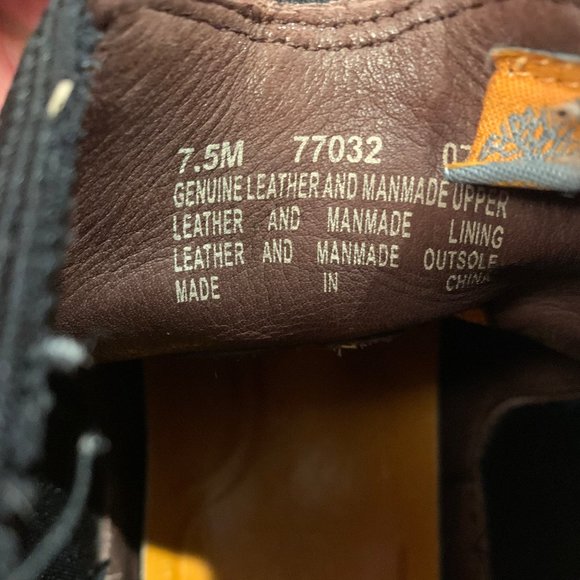 7.5M 77032 07
GENUINE LEATHER AND MANMADE UPPER
LEATHER AND MANMADE LINING
LEATHER AND MANMADE OUTSOLE
MADE IN CHINA